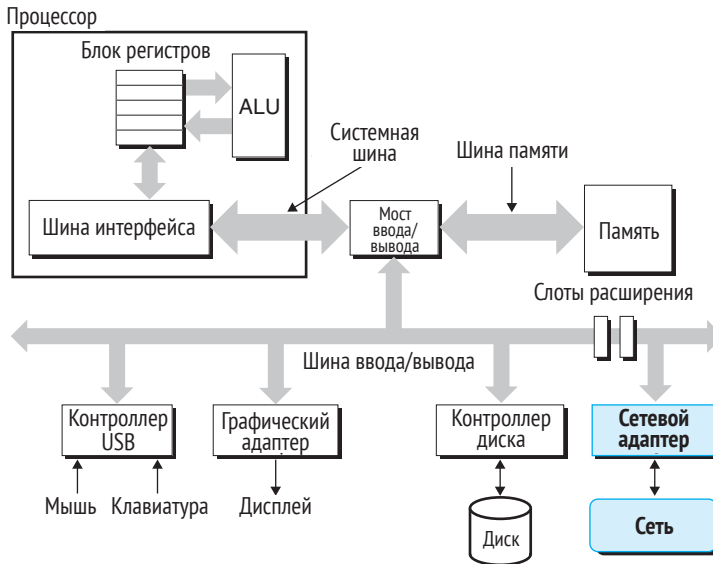 Процессор
Блок регистров
ALU
Системная
шина
Шина памяти
Шина интерфейса
Мост
ввода/
вывода
Память
Слоты расширения
Шина ввода/вывода
Контроллер
USB
Графический
адаптер
Контроллер
диска
Сетевой
адаптер
Мышь
Клавиатура
Дисплей
Диск
Сеть